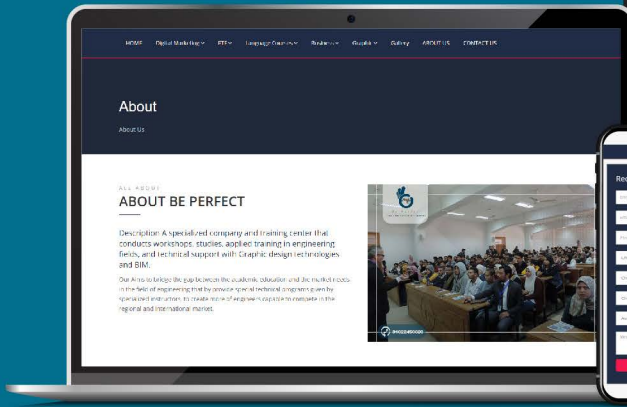 HOME Digital Marketing ETF Language Courses Business Graphic Gallery ABOUT US CONTACT US
About
About Us
ALL ABOUT
ABOUT BE PERFECT
Description A specialized company and training center that
conducts workshops, studies, applied training in engineering
fields, and technical support with Graphic design technologies
and BIM.
Our Aims to bridge the gap between the academic education and the market needs
in the field of engineering that by provide special technical programs given by
specialized instructors, to create more of engineers capable to compete in the
regional and international market.